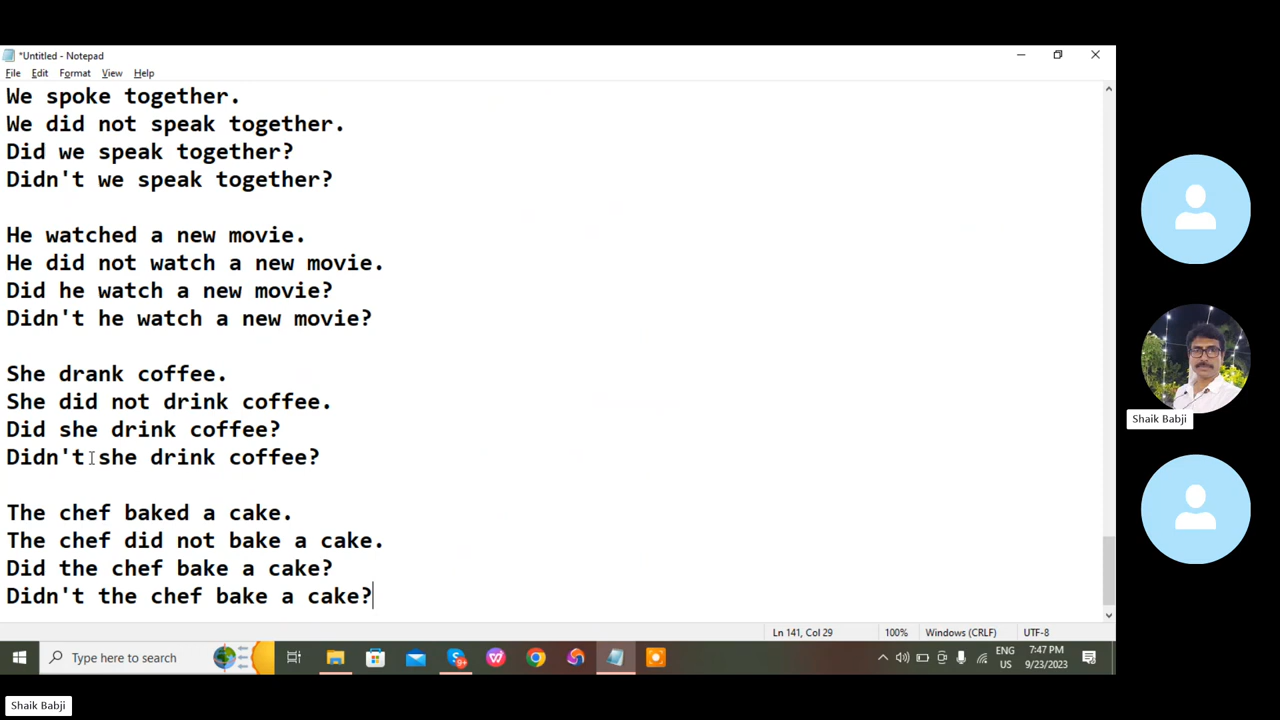 *Untitled - Notepad
File Edit Format View Help
We spoke together.
We did not speak together.
Did we speak together?
Didn't we speak together?
He watched a new movie.
He did not watch a new movie.
Did he watch a new movie?
Didn't he watch a new movie?
She drank coffee.
She did not drink coffee.
Did she drink coffee?
Didn't she drink coffee?
The chef baked a cake.
The chef did not bake a cake.
Did the chef bake a cake?
Didn't the chef bake a cake?
Shaik Babji
Ln 141, Col 29 100% Windows (CRLF) UTF-8
Type here to search
9+
ENG
US
7:47 PM
9/23/2023
Shaik Babji